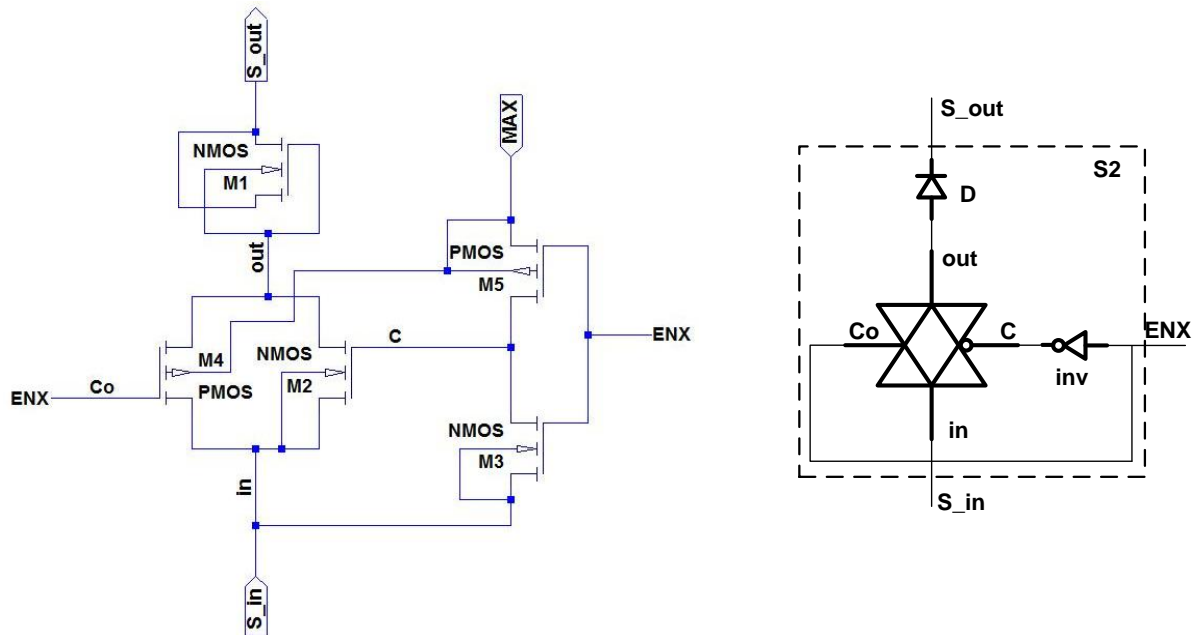 S_out
NMOS
M1
out
MAX
PMOS
M5
M4
NMOS
C
ENX
Co
ENX
PMOS
M2
NMOS
M3
in
S_in
S_out
S2
D
out
Co
C
ENX
inv
in
S_in